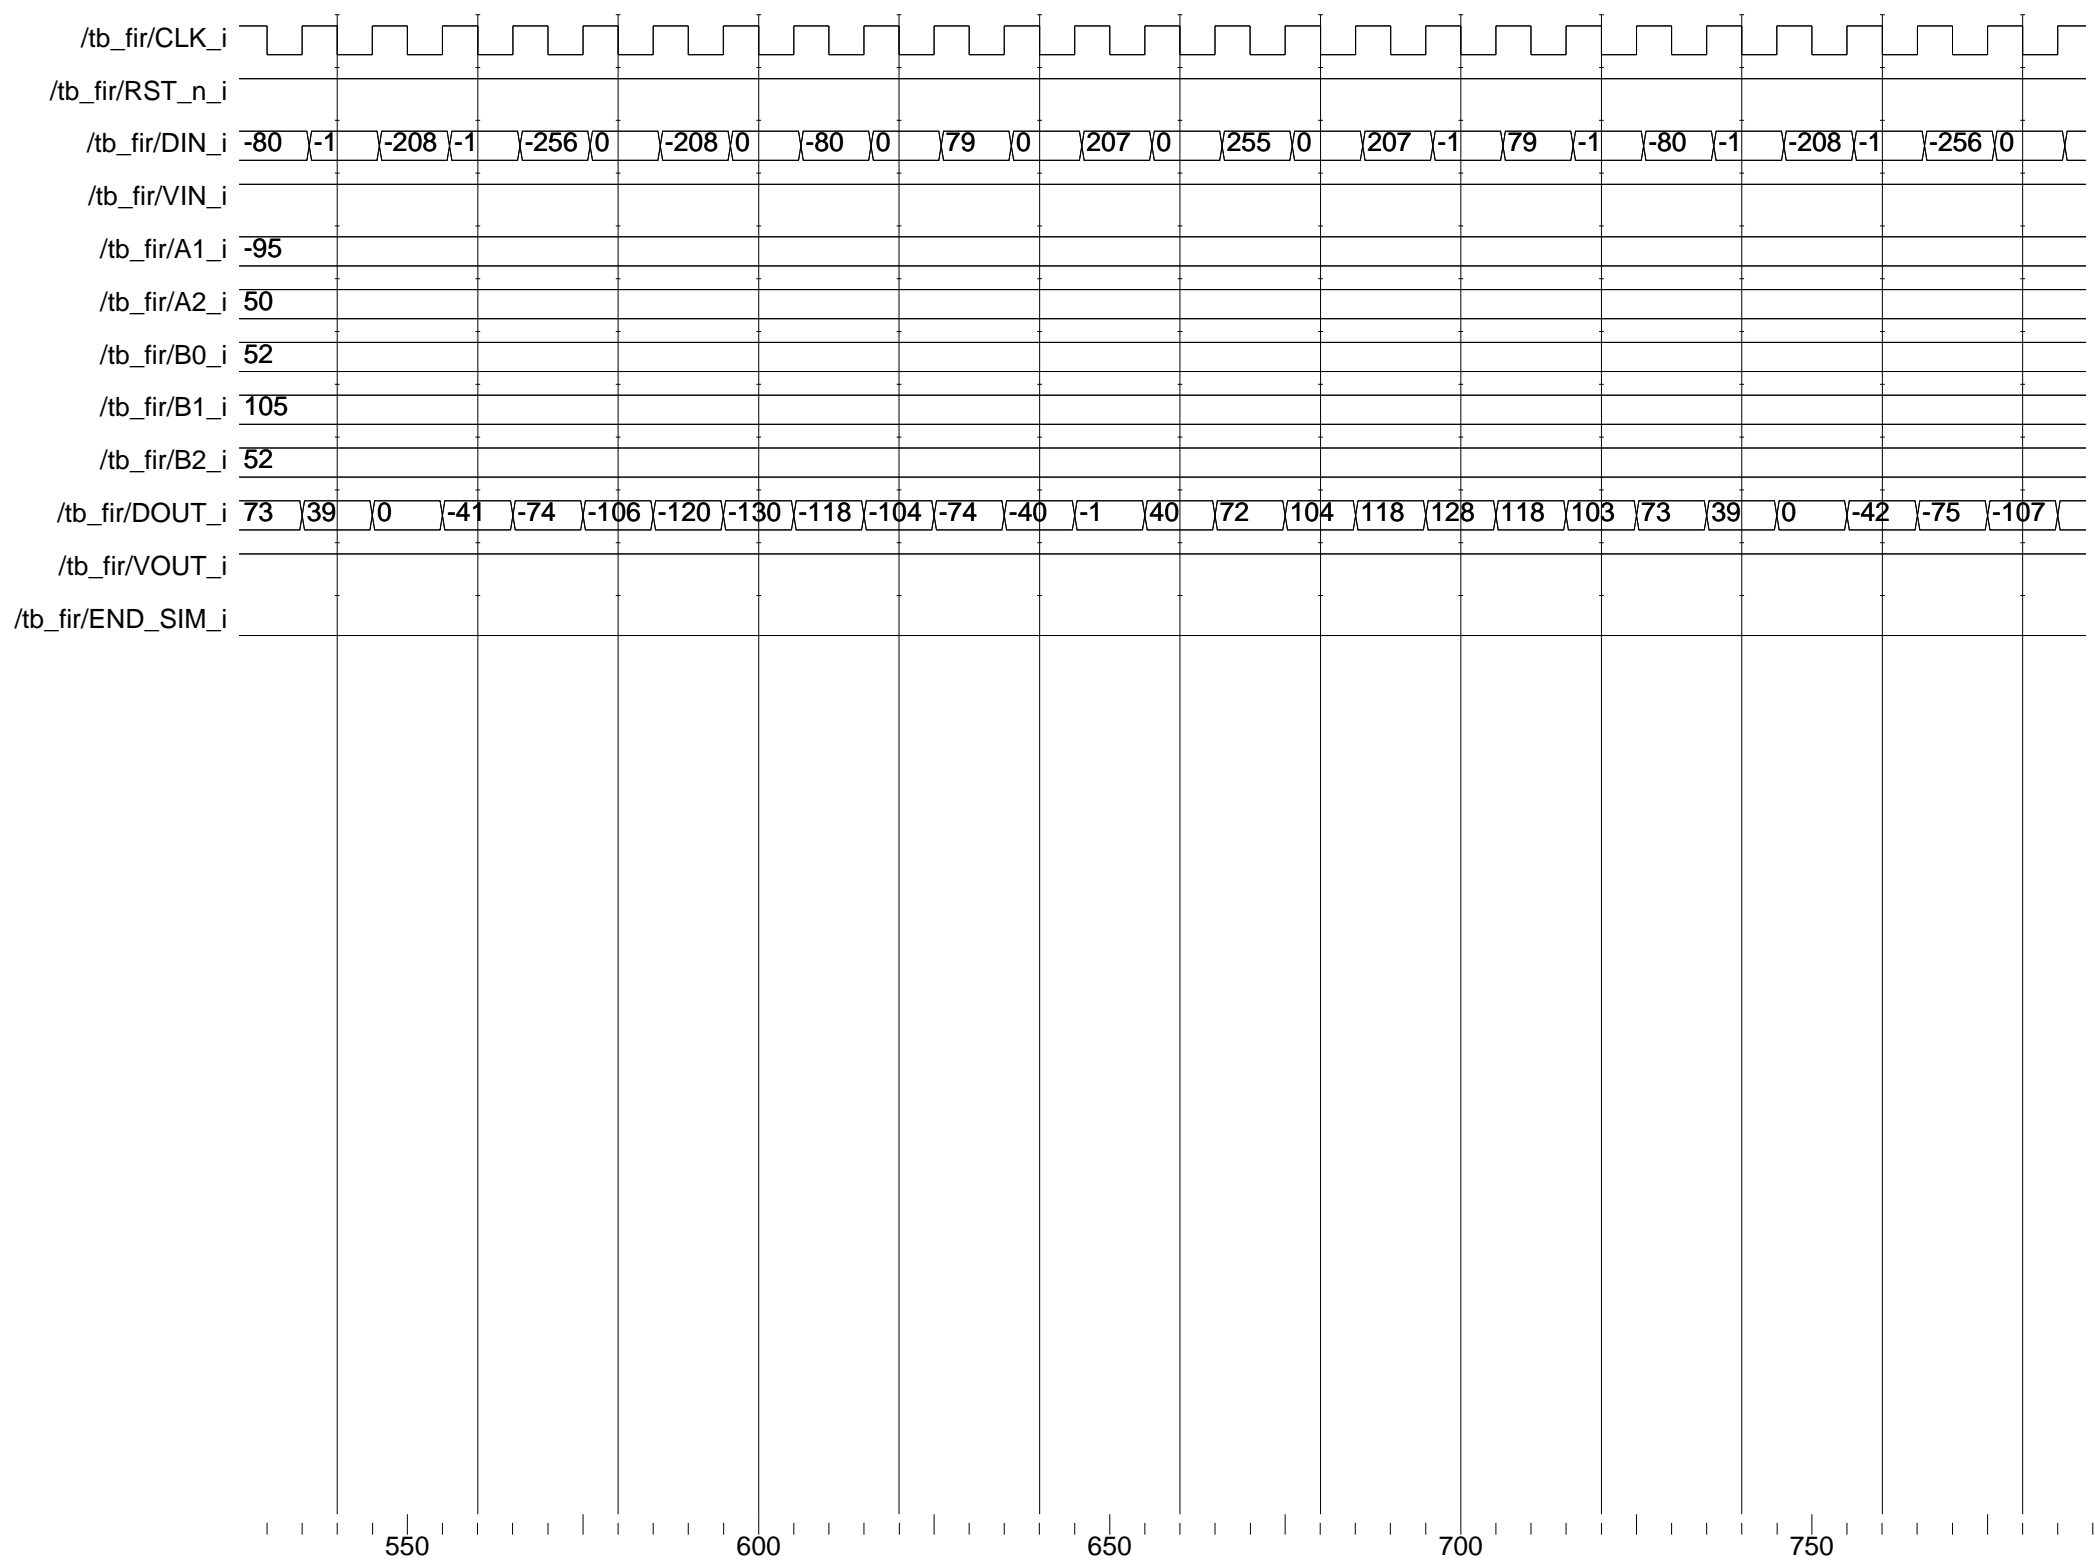 /tb_fir/CLK_i
/tb_fir/RST_n_i
/tb_fir/DIN_i -80 -1 -208 -1 -256 0 -208 0 -80 0 79 0 207 0 255 0 207 -1 79 -1 -80 -1 -208 -1 -256 0
/tb_fir/VIN_i
/tb_fir/A1_i -95
/tb_fir/A2_i 50
/tb_fir/B0_i 52
/tb_fir/B1_i 105
/tb_fir/B2_i 52
/tb_fir/DOUT_i 73 39 0 -41 -74 -106 -120 -130 -118 -104 -74 -40 -1 40 72 104 118 128 118 103 73 39 0 -42 -75 -107
/tb_fir/VOUT_i
/tb_fir/END_SIM_i
550 600 650 700 750